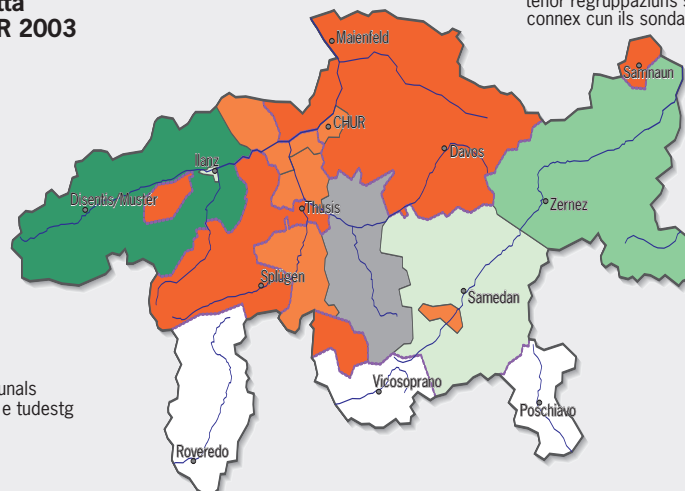 R 2003
tenor regruppaziuns
connex cun ils sonda
Maienfeld
Samnaun
CHUR
Davos
Ilanz
Disentis/Mustér
Thusis
Zernez
Splügen
Samedan
unals
e tudestg
Vicosoprano
Poschiavo
Roveredo